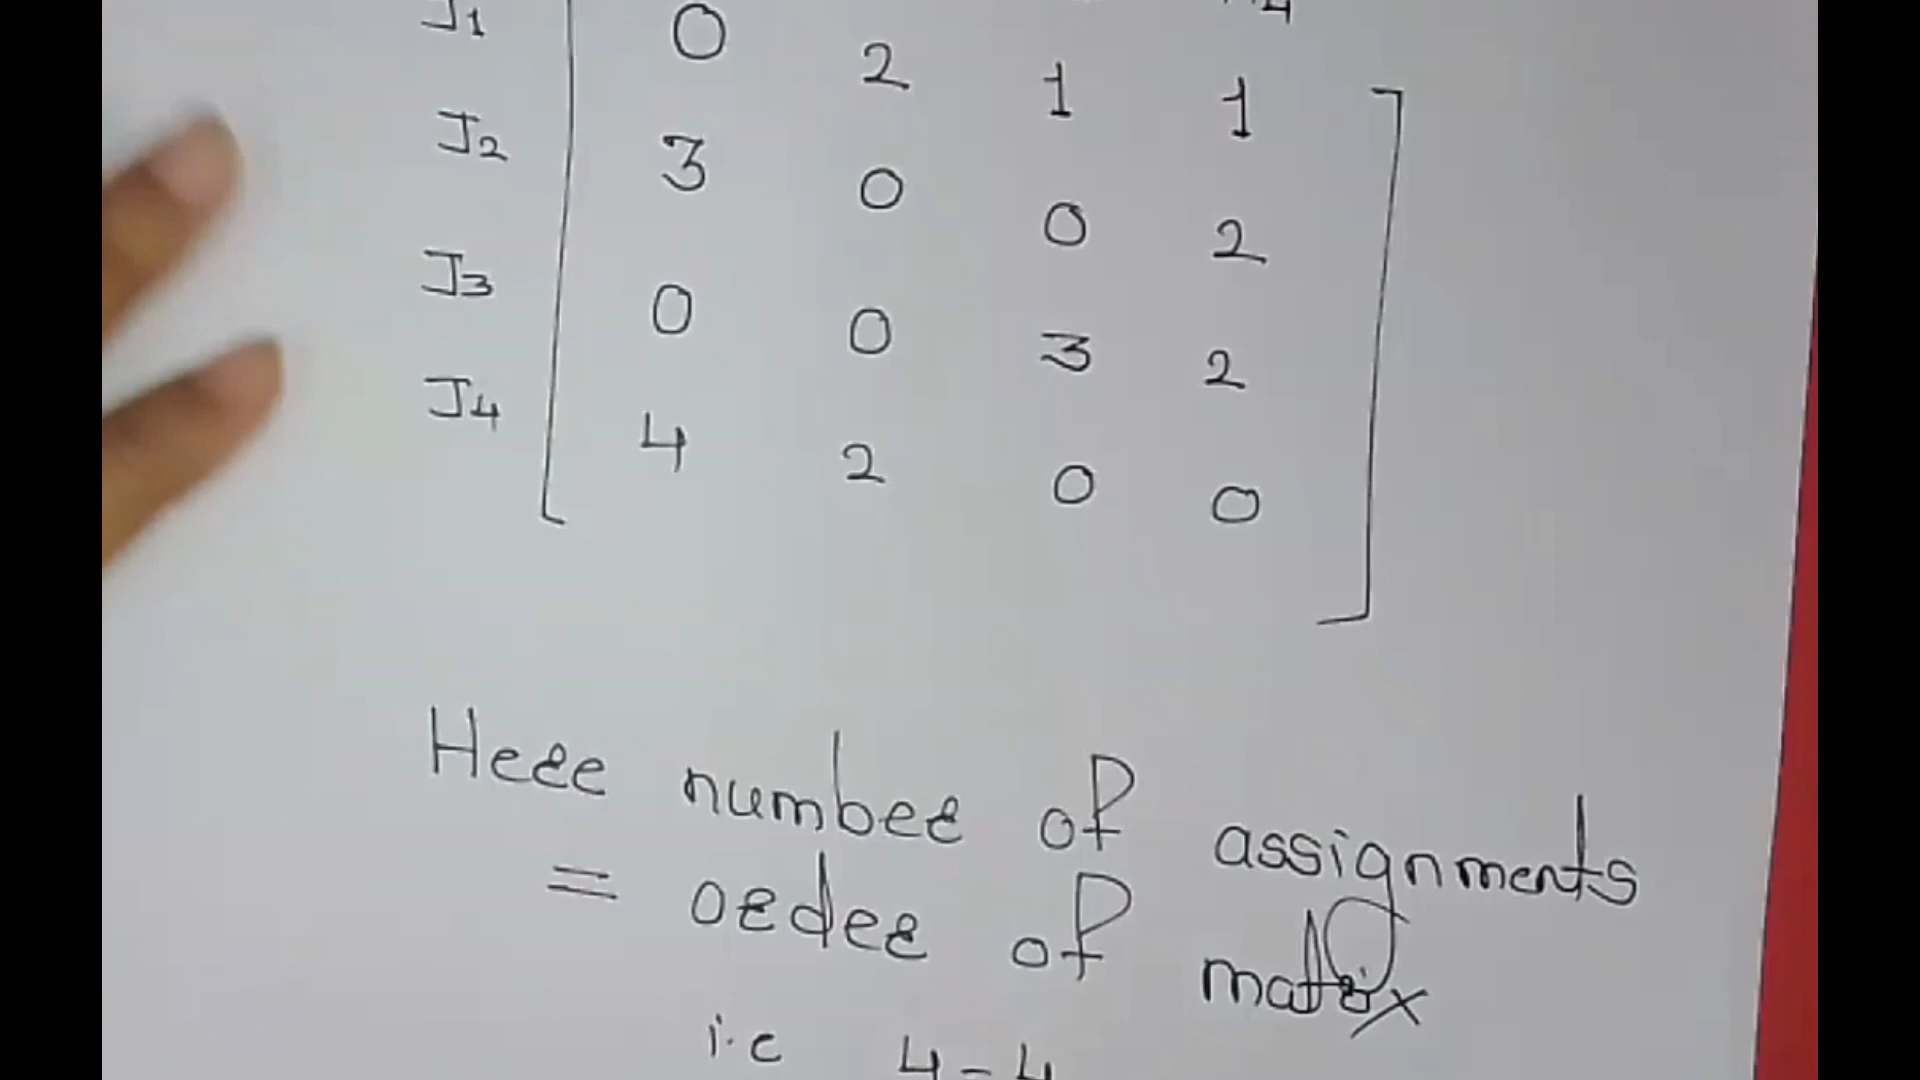 4
J1 0 2 1 1
J2 3 0 0 2
J3 0 0 3 2
J4 4 2 0 0
Here number of assignments
= order of matrix
i.e 4 = 4